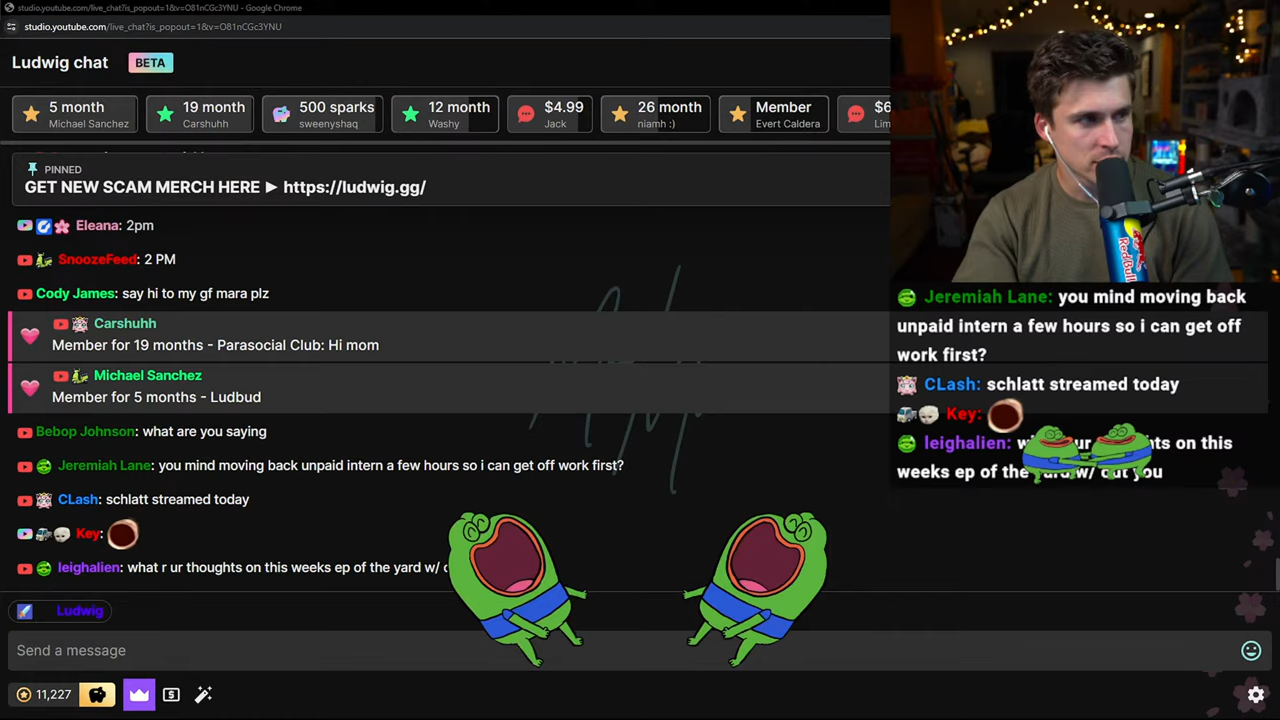 studio.youtube.com/live_chat?is_popout=1&v=O81nCGc3YNU - Google Chrome
studio.youtube.com/live_chat?is_popout=1&v=O81nCGc3YNU
Ludwig chat BETA
5 month
Michael Sanchez
19 month
Carshuhh
500 sparks
sweenyshaq
12 month
Washy
$4.99
Jack
26 month
niamh :)
Member
Evert Caldera
$6
Lim
PINNED
GET NEW SCAM MERCH HERE ► https://ludwig.gg/
Eleana: 2pm
SnoozeFeed: 2 PM
Cody James: say hi to my gf mara plz
Carshuhh
Member for 19 months - Parasocial Club: Hi mom
Michael Sanchez
Member for 5 months - Ludbud
Bebop Johnson: what are you saying
Jeremiah Lane: you mind moving back unpaid intern a few hours so i can get off work first?
CLash: schlatt streamed today
Key:
leighalien: what r ur thoughts on this weeks ep of the yard w/
Ludwig
Send a message
11,227
RedBull
Jeremiah Lane: you mind moving back
unpaid intern a few hours so i can get off
work first?
CLash: schlatt streamed today
Key:
leighalien: on this
weeks ep of the you